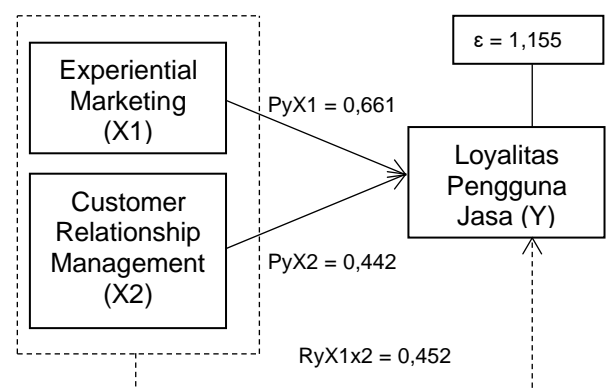 Experiential
Marketing
(X1)
Customer
Relationship
Management
(X2)
PyX1 = 0,661
PyX2 = 0,442
RyX1x2 = 0,452
ε = 1,155
Loyalitas
Pengguna
Jasa (Y)